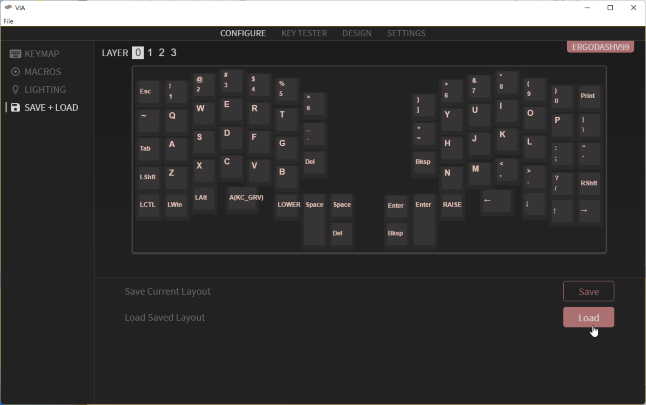 VIA
File
CONFIGURE KEY TESTER DESIGN SETTINGS
ERGODASHV99
KEYMAP
MACROS
LIGHTING
SAVE + LOAD
LAYER 0 1 2 3
Esc ! 1 @ 2 # 3 $ 4 % 5 ^ 6
~ Q W E R T _ -
Tab A S D F G Del
LShft Z X C V B
LCTL LWin LAlt A(KC_GRV) LOWER Space Space
Del
} ] ^ 6 & 7 * 8 ( 9 ) 0 Print
+ = Y U I O P | \
Bksp H J K L : ; " '
N M < , > . ? / RShft
Enter Enter RAISE ← ↓ ↑ →
Bksp
Save Current Layout
Save
Load Saved Layout
Load